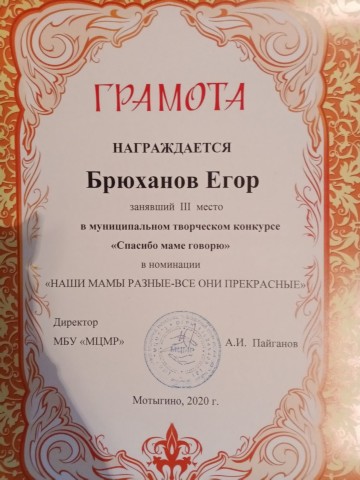 ГРАМОТА
НАГРАЖДАЕТСЯ
Брюханов Егор
занявший III место
в муниципальном творческом конкурсе
«Спасибо маме говорю»
в номинации
«НАШИ МАМЫ РАЗНЫЕ-ВСЕ ОНИ ПРЕКРАСНЫЕ»
Директор
МБУ «МЦМР» А.И. Пайганов
Мотыгино, 2020 г.